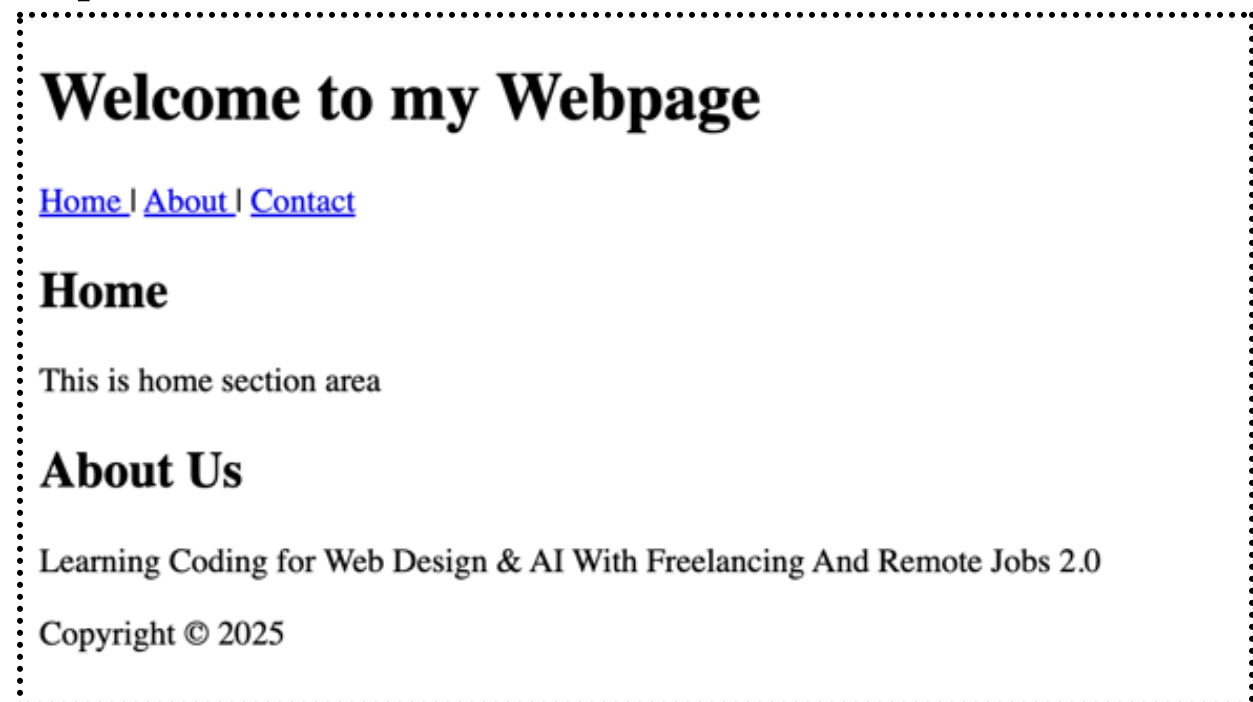 Welcome to my Webpage
Home | About | Contact
Home
This is home section area
About Us
Learning Coding for Web Design & AI With Freelancing And Remote Jobs 2.0
Copyright © 2025